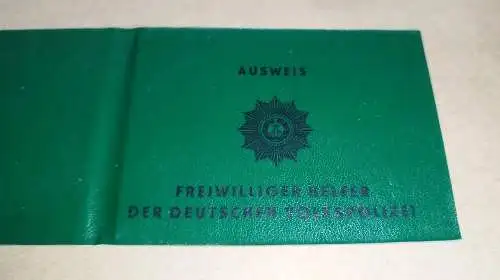 AUSWEIS
FREIWILLIGER HELFER
DER DEUTSCHEN VOLKSPOLIZEI